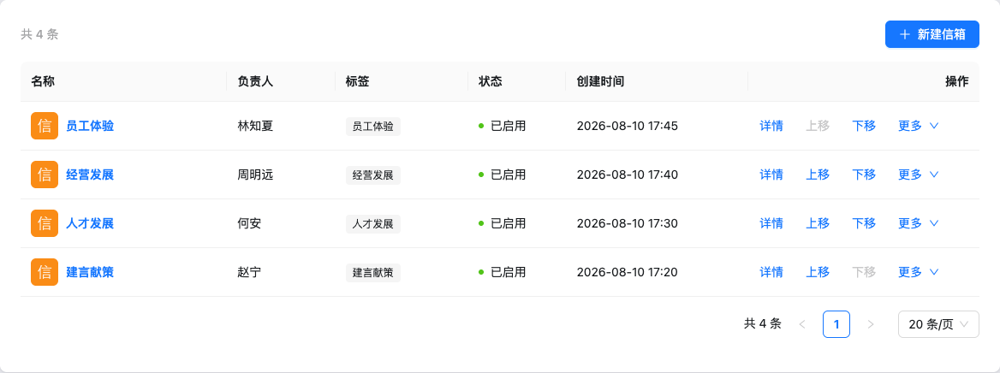 共 4 条
新建信箱
名称 负责人 标签 状态 创建时间 操作
信 员工体验 林知夏 员工体验 已启用 2026-08-10 17:45 详情 上移 下移 更多
信 经营发展 周明远 经营发展 已启用 2026-08-10 17:40 详情 上移 下移 更多
信 人才发展 何安 人才发展 已启用 2026-08-10 17:30 详情 上移 下移 更多
信 建言献策 赵宁 建言献策 已启用 2026-08-10 17:20 详情 上移 下移 更多
共 4 条 1 20 条/页